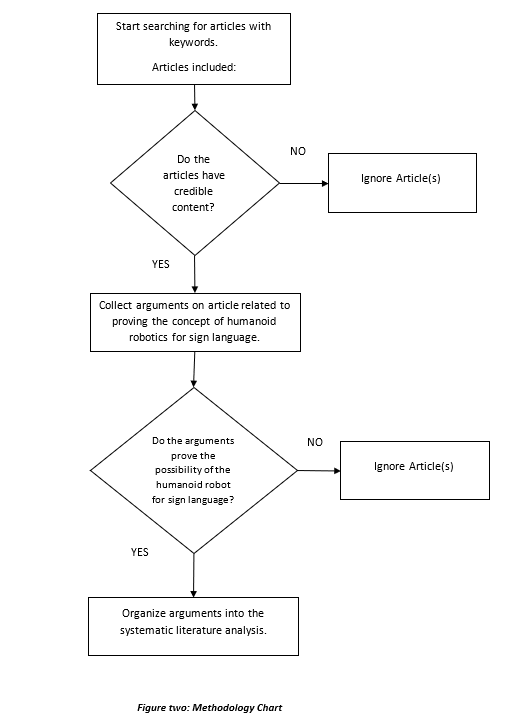 Start searching for articles with
keywords.
Articles included:
Do the
articles have
credible
content?
NO
Ignore Article(s)
YES
Collect arguments on article related to
proving the concept of humanoid
robotics for sign language.
Do the arguments
prove the
possibility of the
humanoid robot
for sign language?
NO
Ignore Article(s)
YES
Organize arguments into the
systematic literature analysis.
Figure two: Methodology Chart